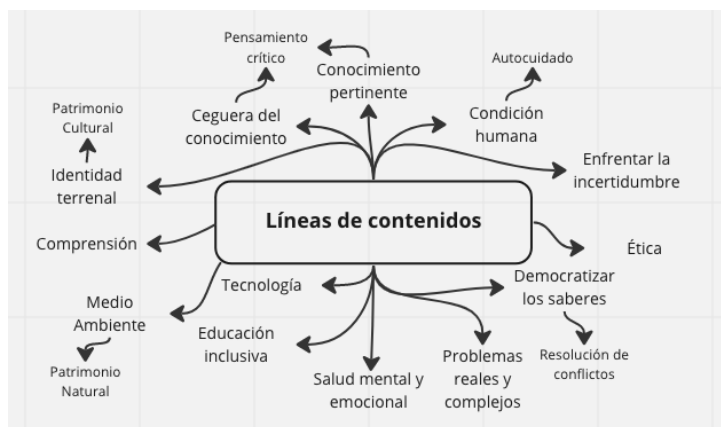 Pensamiento
crítico
Conocimiento
pertinente
Autocuidado
Patrimonio
Cultural
Ceguera del
conocimiento
Condición
humana
Identidad
terrenal
Enfrentar la
incertidumbre
Líneas de contenidos
Comprensión
Ética
Tecnología
Democratizar
los saberes
Medio
Ambiente
Educación
inclusiva
Patrimonio
Natural
Salud mental y
emocional
Problemas
reales y
complejos
Resolución de
conflictos